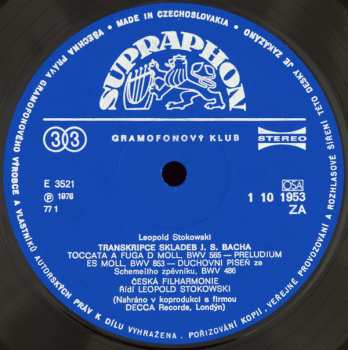 • MADE IN CZECHOSLOVAKIA •
VŠECHNA PRÁVA GRAMOFONOVÉHO VÝROBCE A VLASTNÍKŮ AUTORSKÝCH PRÁV K DÍLU VYHRAŽENA. POŘIZOVÁNÍ KOPIÍ, VEŘEJNÉ PROVOZOVÁNÍ A ROZHLASOVÉ ŠÍŘENÍ TÉTO DESKY JE ZAKÁZÁNO
SUPRAPHON
33 GRAMOFONOVÝ KLUB STEREO
E 3521
℗ 1976
77 1
OSA
1 10 1953
ZA
Leopold Stokowski
TRANSKRIPCE SKLADEB J. S. BACHA
TOCCATA A FUGA D MOLL, BWV 565 — PRELUDIUM
ES MOLL, BWV 853 — DUCHOVNÍ PÍSEŇ ze
Schemelliho zpěvníku, BWV 486
ČESKÁ FILHARMONIE
Řídí LEOPOLD STOKOWSKI
(Nahráno v koprodukci s firmou
DECCA Records, Londýn)